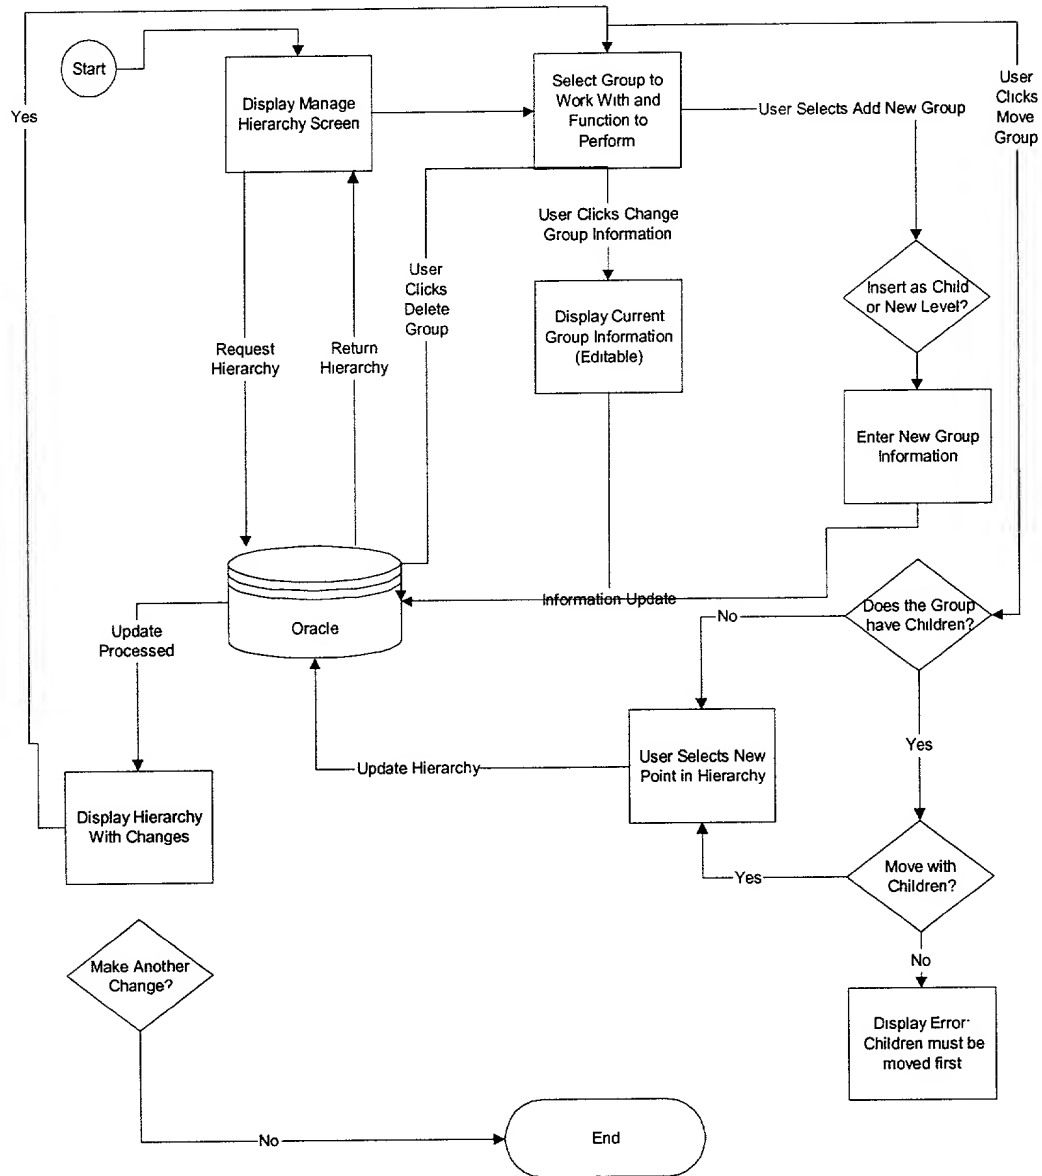 Start
Yes
Display Manage
Hierarchy Screen
Select Group to
Work With and
Function to
Perform
User Selects Add New Group
User
Clicks
Move
Group
User Clicks Change
Group Information
User
Clicks
Delete
Group
Insert as Child
or New Level?
Display Current
Group Information
(Editable)
Request
Hierarchy
Return
Hierarchy
Enter New Group
Information
Oracle
Information Update
Does the Group
have Children?
No
Update
Processed
Yes
User Selects New
Point in Hierarchy
Update Hierarchy
Display Hierarchy
With Changes
Move with
Children?
Yes
No
Make Another
Change?
Display Error:
Children must be
moved first
No
End